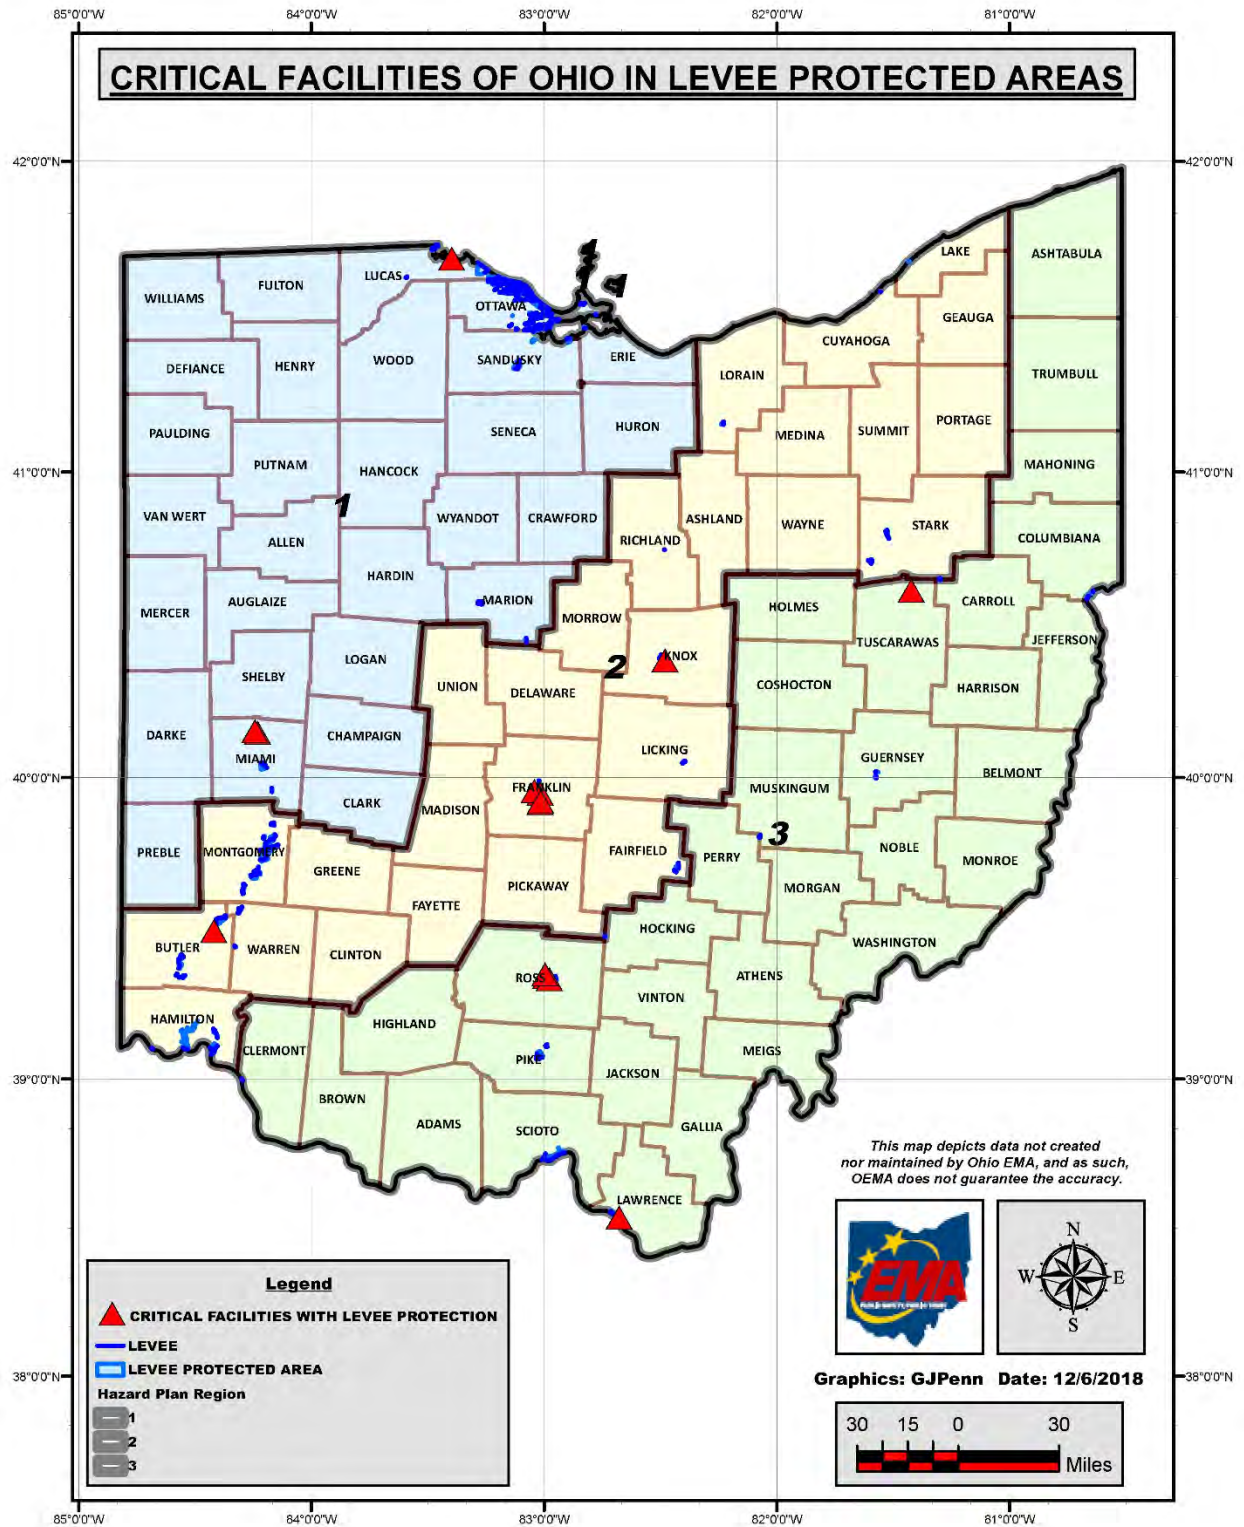 85°0'0"W 84°0'0"W 83°0'0"W 82°0'0"W 81°0'0"W
CRITICAL FACILITIES OF OHIO IN LEVEE PROTECTED AREAS
42°0'0"N 42°0'0"N
LAKE
ASHTABULA
LUCAS
FULTON
WILLIAMS
OTTAWA
GEAUGA
CUYAHOGA
ERIE
WOOD
SANDUSKY
HENRY
DEFIANCE
LORAIN
TRUMBULL
PORTAGE
HURON
SENECA
SUMMIT
MEDINA
PAULDING
PUTNAM
MAHONING
41°0'0"N 41°0'0"N
HANCOCK
1
VAN WERT
WYANDOT
CRAWFORD
ASHLAND
WAYNE
STARK
COLUMBIANA
ALLEN
RICHLAND
HARDIN
AUGLAIZE
MARION
CARROLL
HOLMES
MERCER
MORROW
JEFFERSON
TUSCARAWAS
LOGAN
KNOX
2
SHELBY
UNION
DELAWARE
COSHOCTON
HARRISON
DARKE
CHAMPAIGN
LICKING
MIAMI
GUERNSEY
BELMONT
40°0'0"N 40°0'0"N
FRANKLIN
MUSKINGUM
CLARK
MADISON
3
PREBLE
MONTGOMERY
FAIRFIELD
PERRY
NOBLE
MONROE
GREENE
PICKAWAY
MORGAN
FAYETTE
HOCKING
WASHINGTON
BUTLER
WARREN
CLINTON
ROSS
ATHENS
VINTON
HAMILTON
HIGHLAND
CLERMONT
PIKE
MEIGS
JACKSON
39°0'0"N 39°0'0"N
BROWN
ADAMS
SCIOTO
GALLIA
LAWRENCE
This map depicts data not created
nor maintained by Ohio EMA, and as such,
OEMA does not guarantee the accuracy.
EMA
N
W E
S
Legend
CRITICAL FACILITIES WITH LEVEE PROTECTION
LEVEE
LEVEE PROTECTED AREA
Hazard Plan Region
1
2
3
38°0'0"N 38°0'0"N
Graphics: GJPenn Date: 12/6/2018
30 15 0 30
Miles
85°0'0"W 84°0'0"W 83°0'0"W 82°0'0"W 81°0'0"W